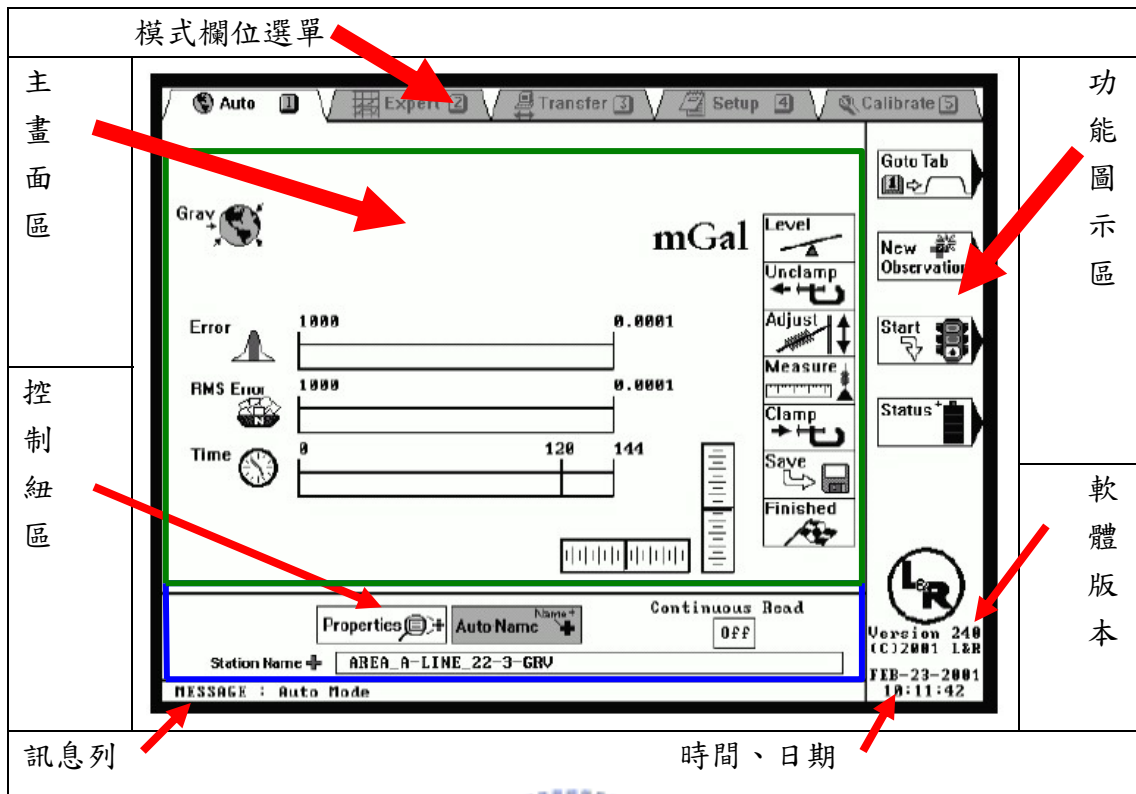 模式欄位選單
主畫面區
控制紐區
功能圖示區
軟體版本
Auto 1
Expert 2
Transfer 3
Setup 4
Calibrate 5
Goto Tab
1
New Observation
Start
Status
Grav
mGal
Level
Unclamp
Adjust
Measure
Clamp
Save
Finished
Error
1000 0.0001
RMS Error
1000 0.0001
Time
0 120 144
Properties
Auto Name
Name+
Continuous Read
Off
Station Name
AREA_A-LINE_22-3-GRV
MESSAGE : Auto Mode
L&R
Version 240
(C)2001 L&R
FEB-23-2001
10:11:42
訊息列
時間、日期